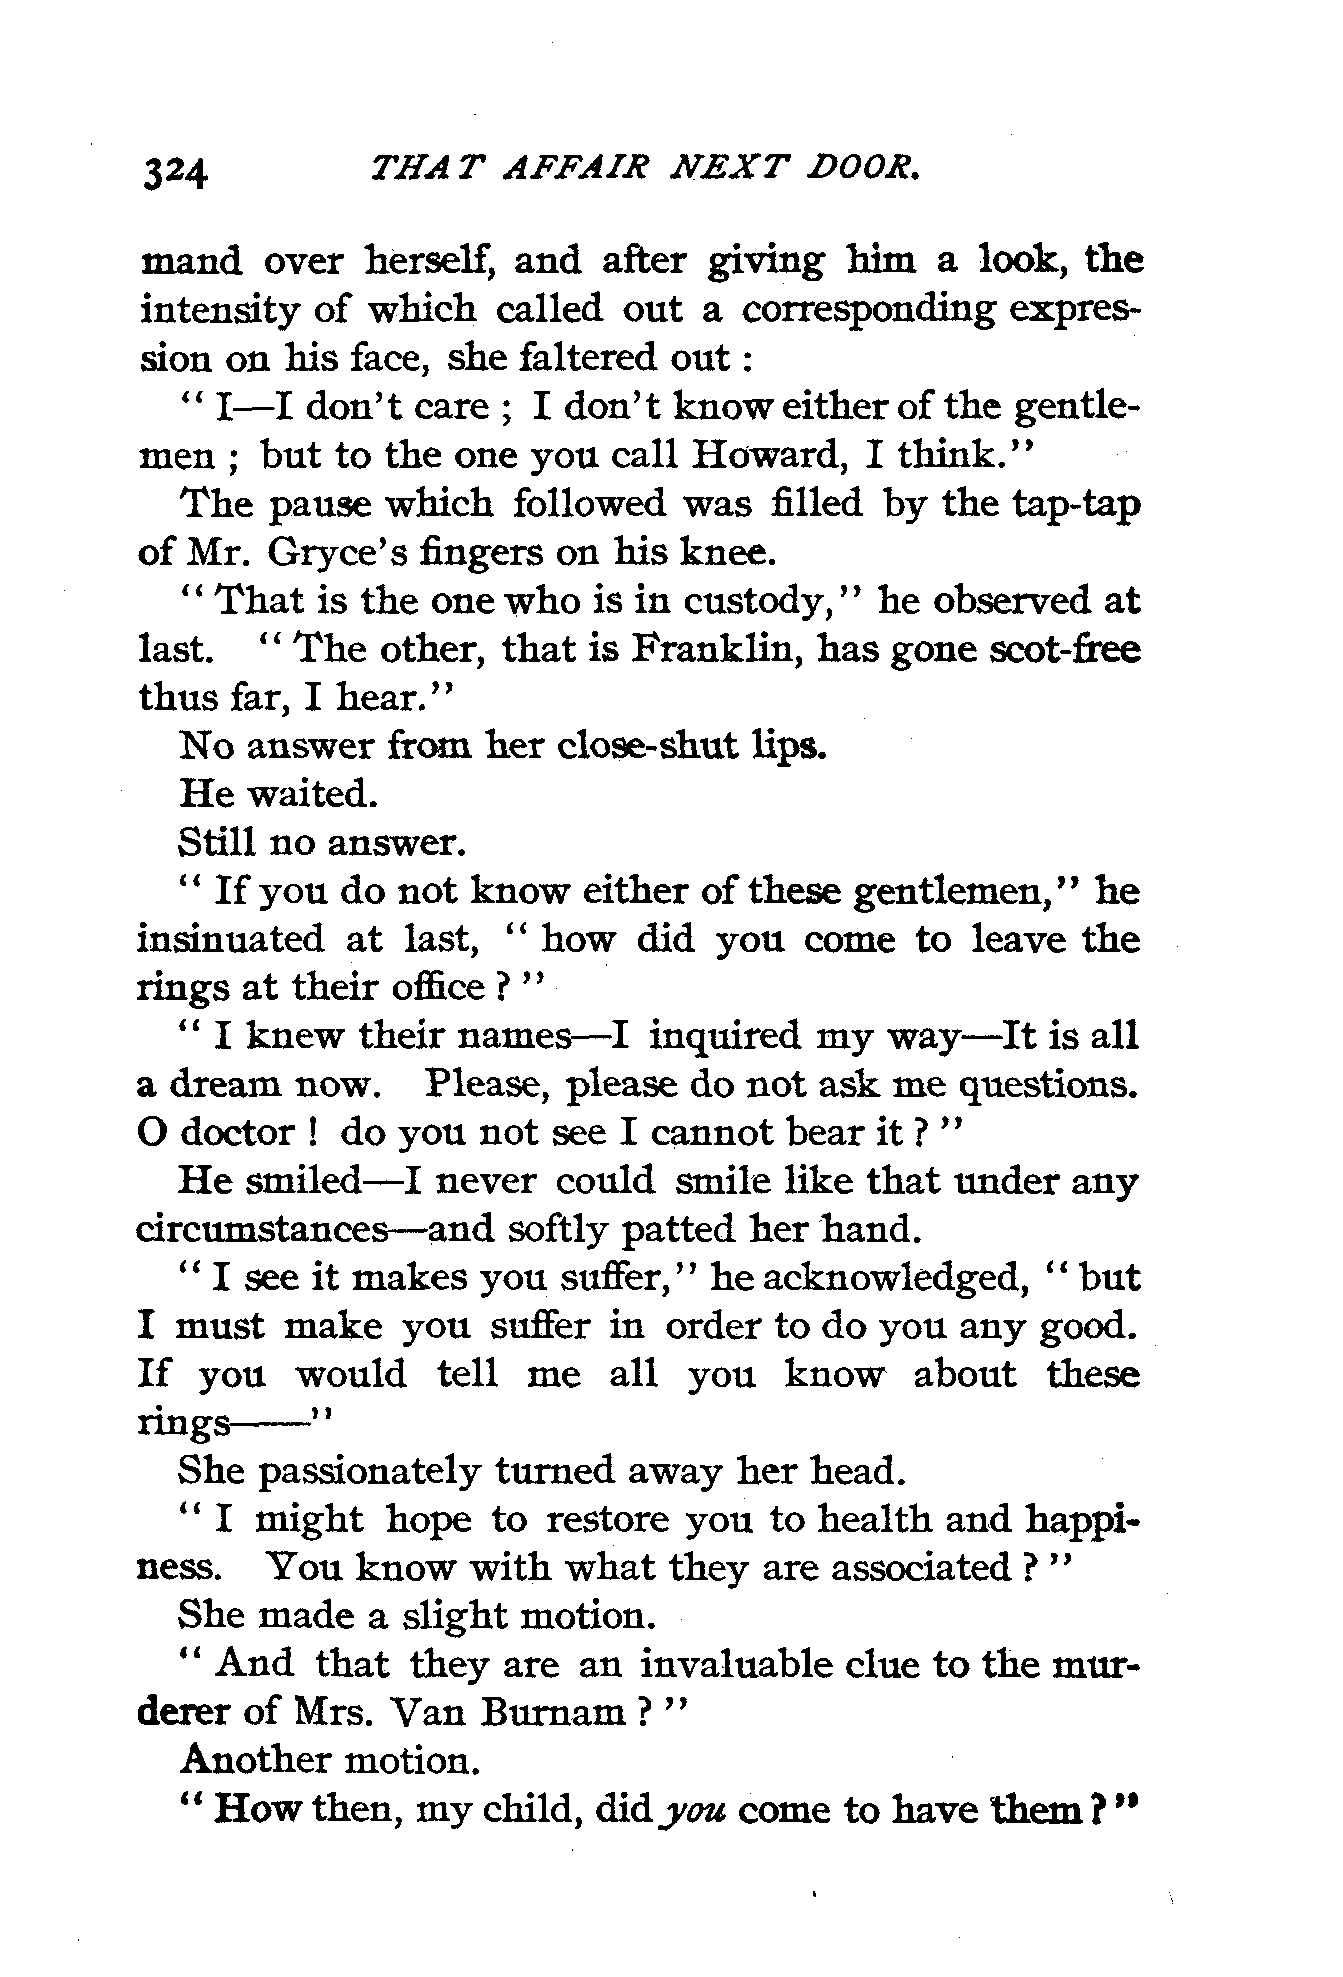 324 THAT AFFAIR NEXT DOOR.
mand over herself, and after giving him a look, the
intensity of which called out a corresponding expres-
sion on his face, she faltered out :
“ I—I don’t care ; I don’t know either of the gentle-
men ; but to the one you call Howard, I think.”
The pause which followed was filled by the tap-tap
of Mr. Gryce’s fingers on his knee.
“ That is the one who is in custody,” he observed at
last. “ The other, that is Franklin, has gone scot-free
thus far, I hear.”
No answer from her close-shut lips.
He waited.
Still no answer.
“ If you do not know either of these gentlemen,” he
insinuated at last, “ how did you come to leave the
rings at their office ? ”
“ I knew their names—I inquired my way—It is all
a dream now. Please, please do not ask me questions.
O doctor ! do you not see I cannot bear it ? ”
He smiled—I never could smile like that under any
circumstances—and softly patted her hand.
“ I see it makes you suffer,” he acknowledged, “ but
I must make you suffer in order to do you any good.
If you would tell me all you know about these
rings——”
She passionately turned away her head.
“ I might hope to restore you to health and happi-
ness. You know with what they are associated ? ”
She made a slight motion.
“ And that they are an invaluable clue to the mur-
derer of Mrs. Van Burnam ? ”
Another motion.
“ How then, my child, did you come to have them ? ”